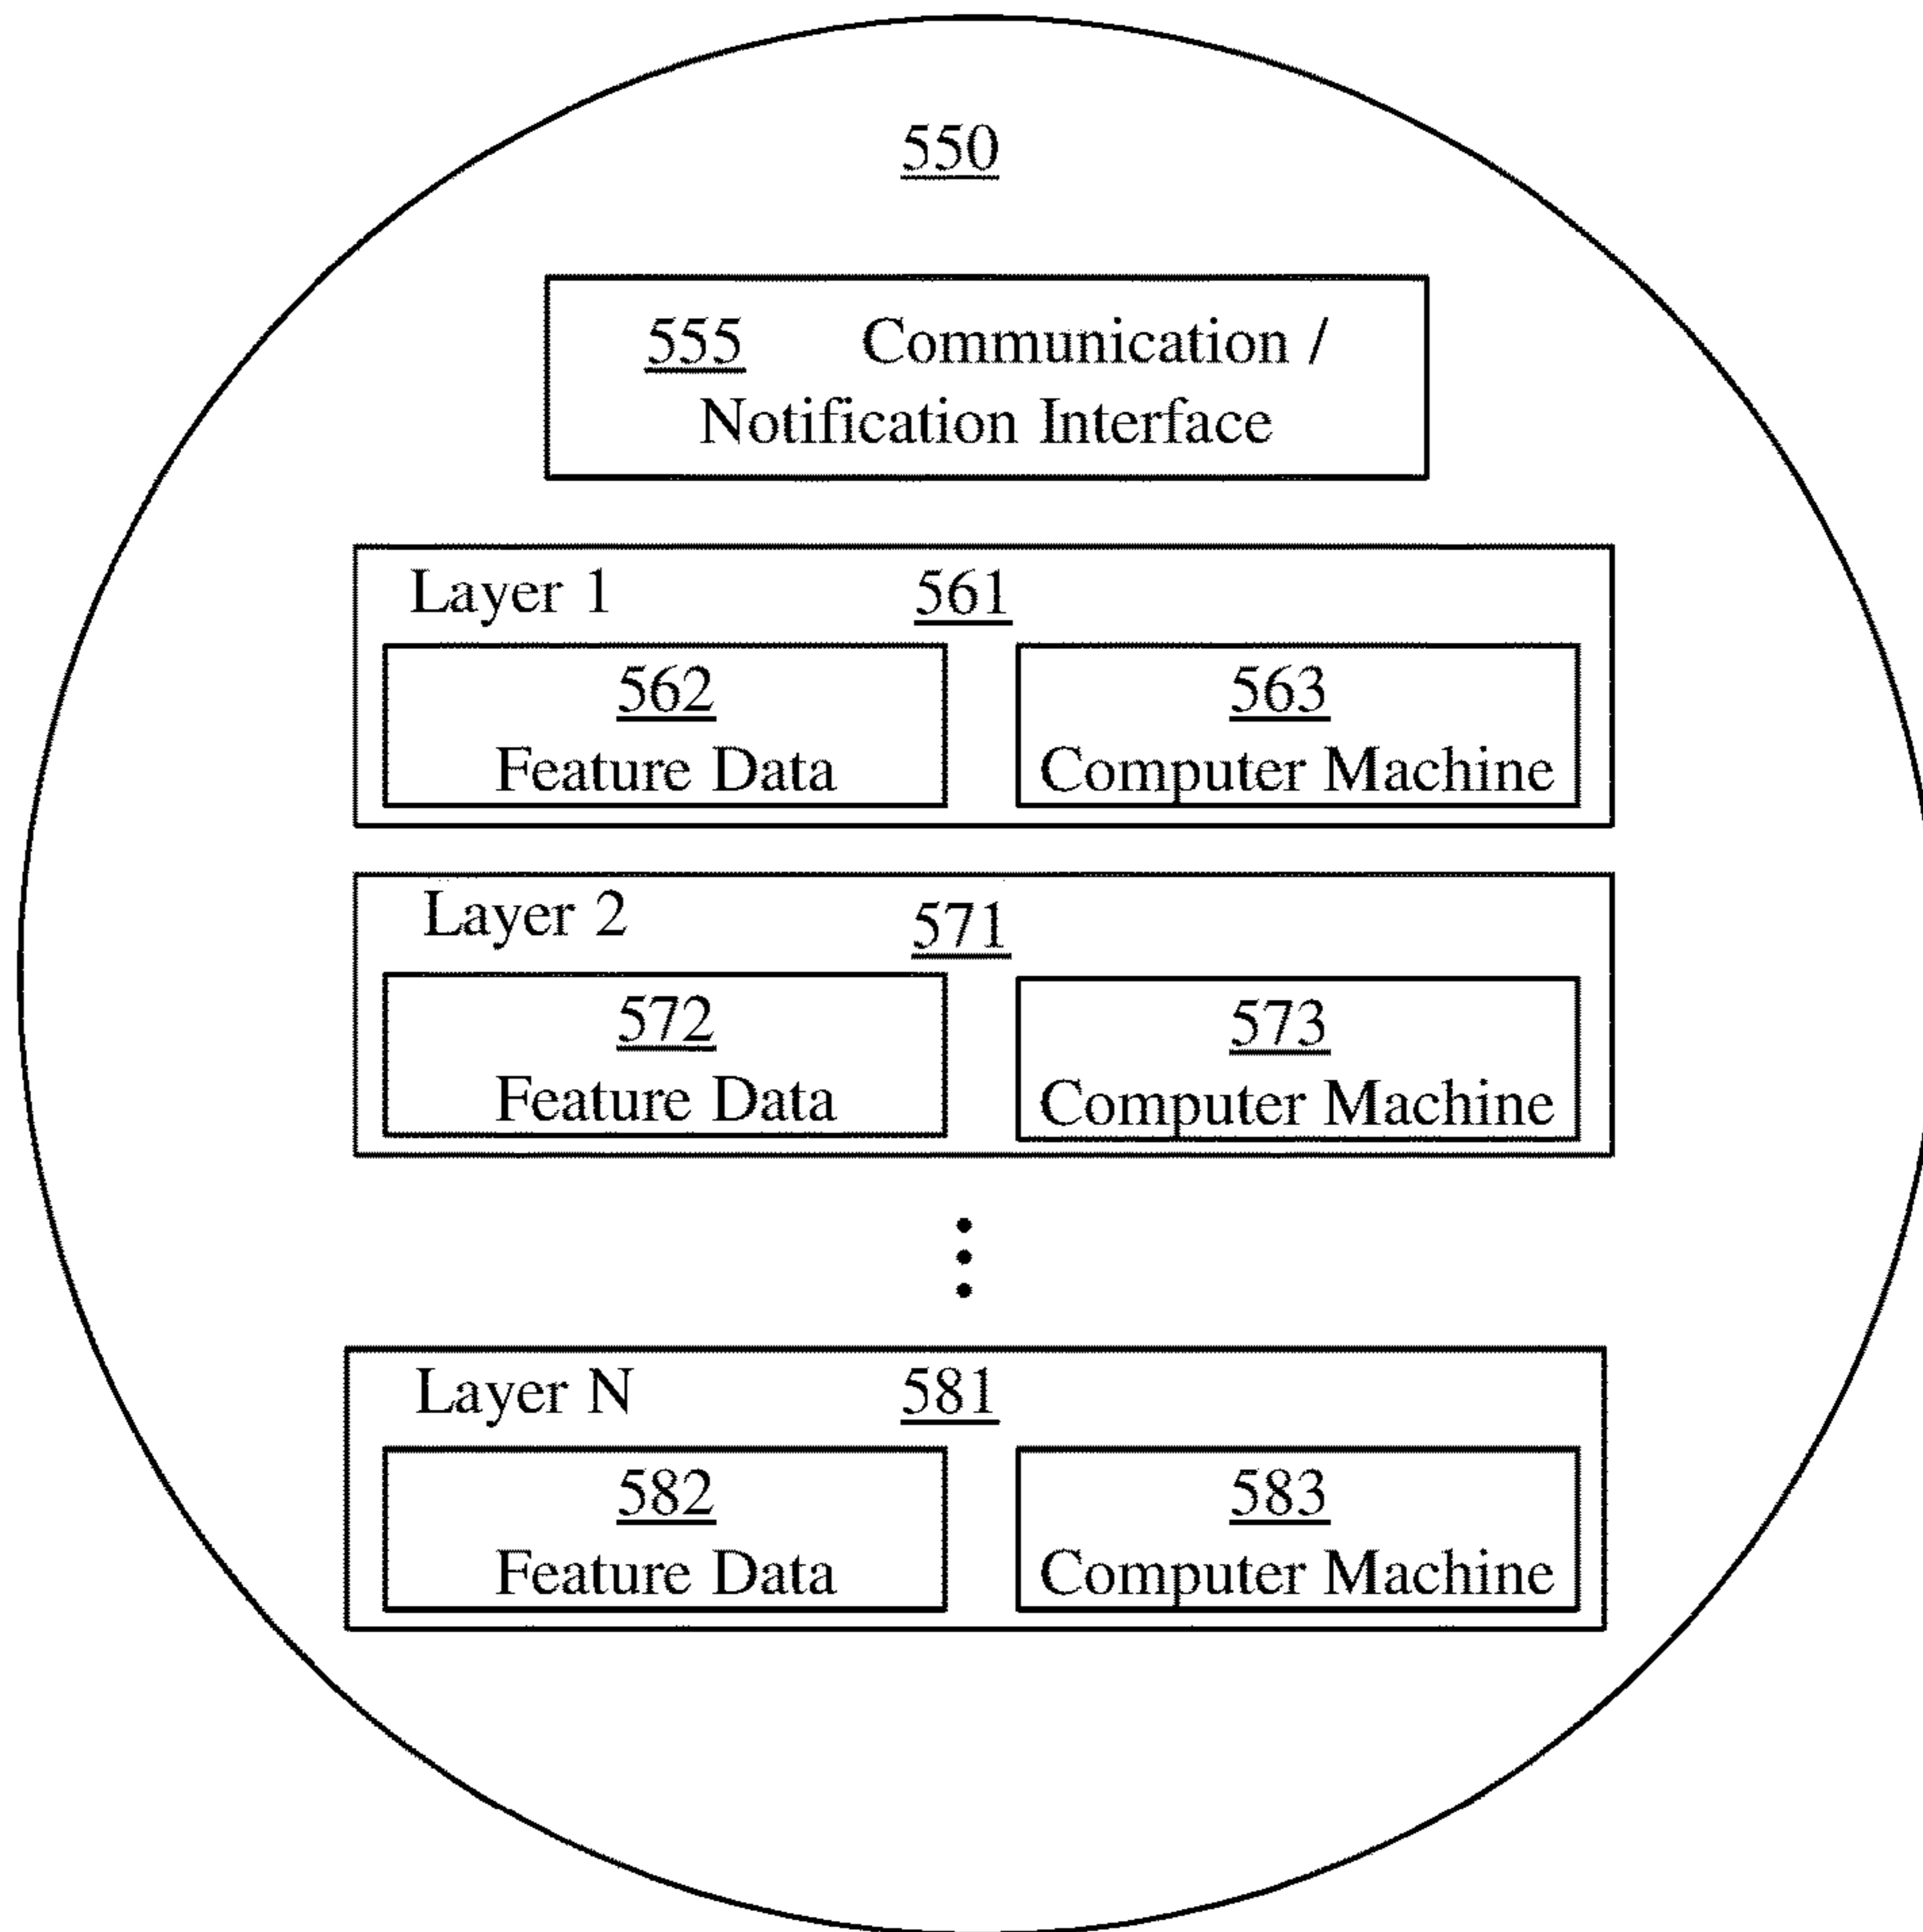 550
555 Communication /
Notification Interface
Layer 1 561
562 563
Feature Data Computer Machine
Layer 2 571
572 573
Feature Data Computer Machine
Layer N 581
582 583
Feature Data Computer Machine